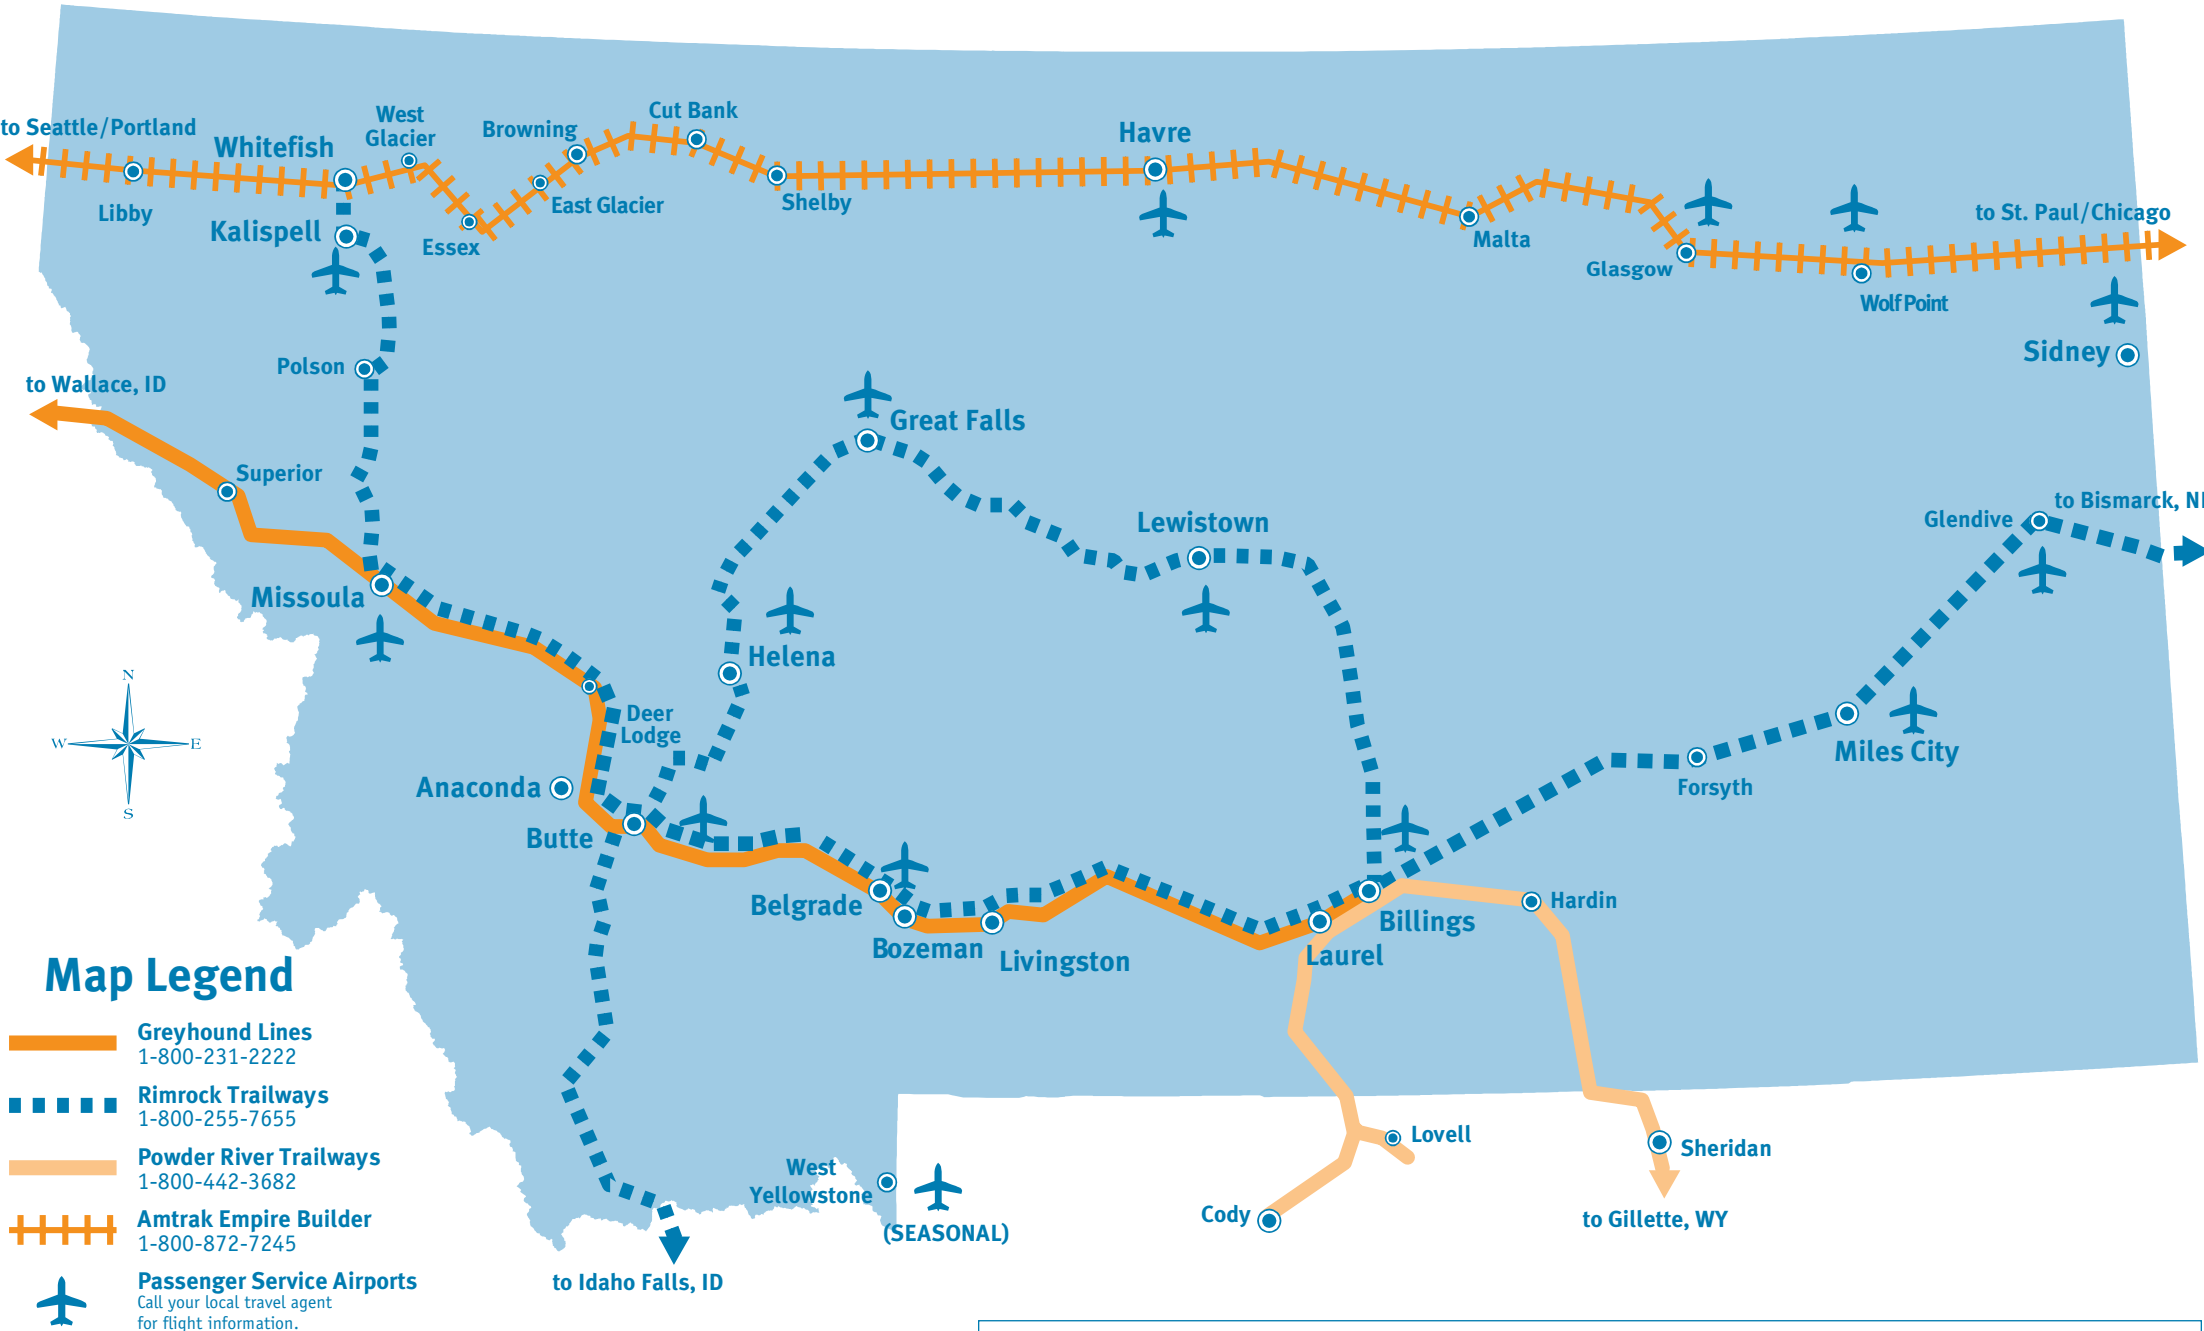 to Seattle/Portland
Whitefish
West
Glacier
Browning
Cut Bank
Havre
Libby
Kalispell
Essex
East Glacier
Shelby
Malta
Glasgow
Wolf Point
to St. Paul/Chicago
Sidney
Polson
to Wallace, ID
Superior
Great Falls
Lewistown
Glendive
to Bismarck,
Missoula
Helena
Deer
Lodge
Anaconda
Butte
Miles City
Forsyth
Belgrade
Bozeman
Livingston
Laurel
Billings
Hardin
N
W
E
S
Map Legend
Greyhound Lines
1-800-231-2222
Rimrock Trailways
1-800-255-7655
Powder River Trailways
1-800-442-3682
Amtrak Empire Builder
1-800-872-7245
Passenger Service Airports
Call your local travel agent
for flight information.
West
Yellowstone
(SEASONAL)
to Idaho Falls, ID
Lovell
Cody
Sheridan
to Gillette, WY